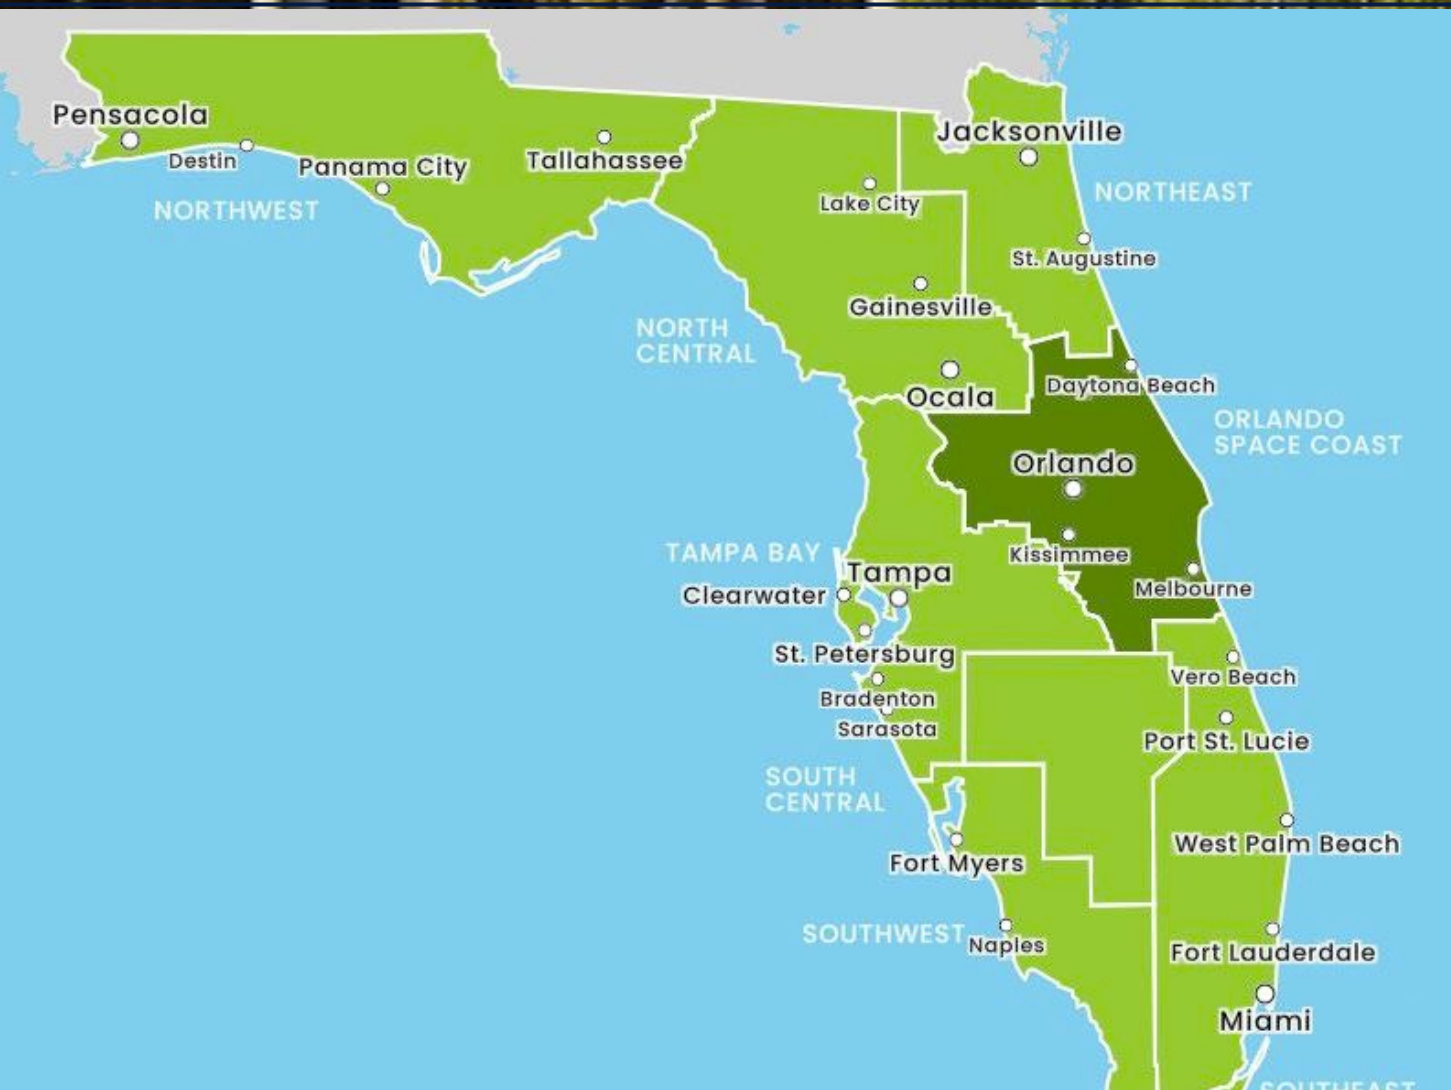 Pensacola
Destin
Panama City
Tallahassee
NORTHWEST
Jacksonville
Lake City
NORTHEAST
St. Augustine
Gainesville
NORTH
CENTRAL
Ocala
Daytona Beach
ORLANDO
SPACE COAST
Orlando
Kissimmee
Melbourne
TAMPA BAY
Tampa
Clearwater
St. Petersburg
Bradenton
Sarasota
Vero Beach
Port St. Lucie
SOUTH
CENTRAL
West Palm Beach
Fort Myers
SOUTHWEST
Naples
Fort Lauderdale
Miami
SOUTHEAST